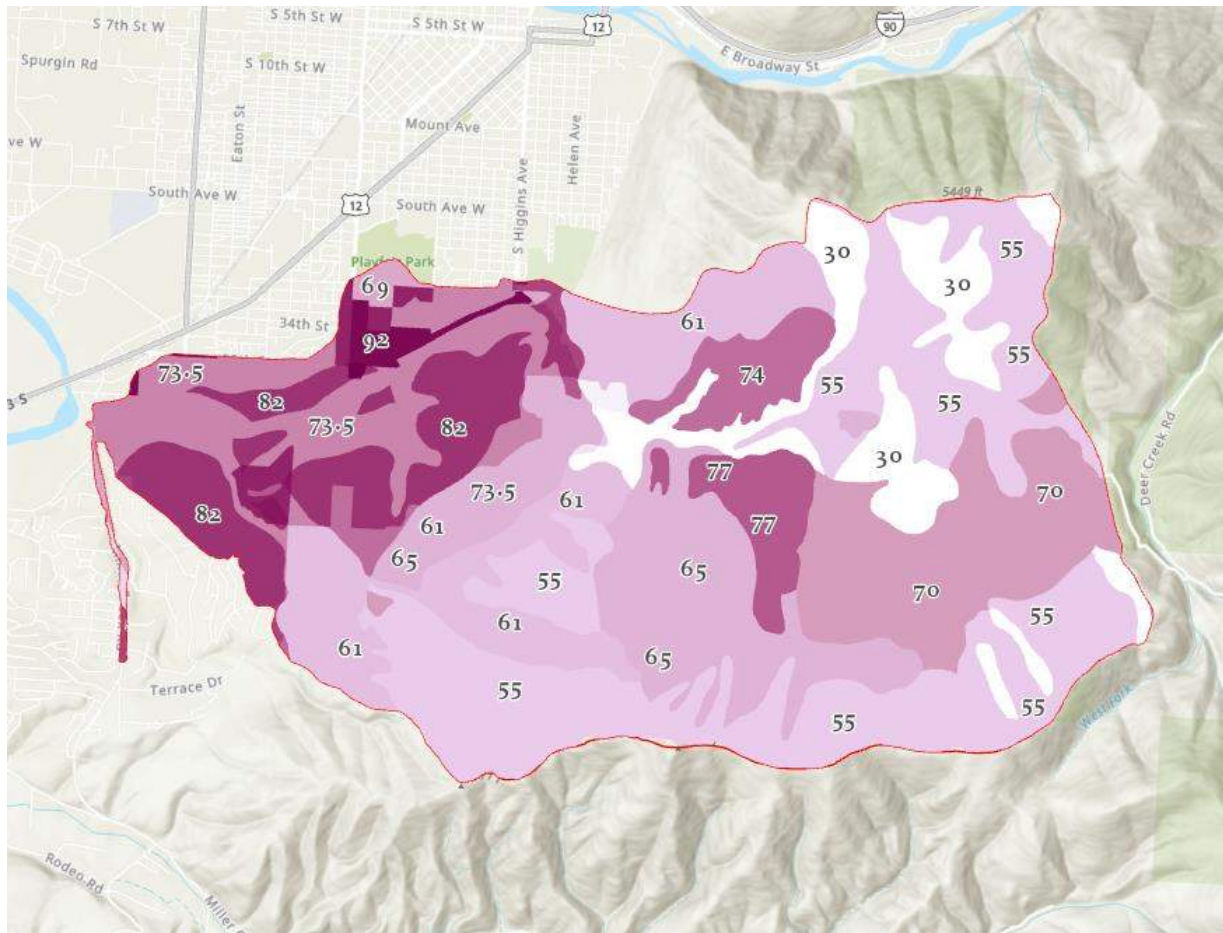 S 7th St W
S 5th St W
S 5th St W
12
90
E Broadway St
Spurgin Rd
S 10th St W
Eaton St
Mount Ave
Helen Ave
ve W
S Higgins Ave
South Ave W
12
South Ave W
5449 ft
Playfair Park
69
30
55
30
34th St
92
61
3 S
73.5
74
55
55
82
73.5
82
55
30
77
70
73.5
61
Deer Creek Rd
82
61
77
65
55
65
70
61
55
61
65
55
Terrace Dr
55
55
Rodeo Rd